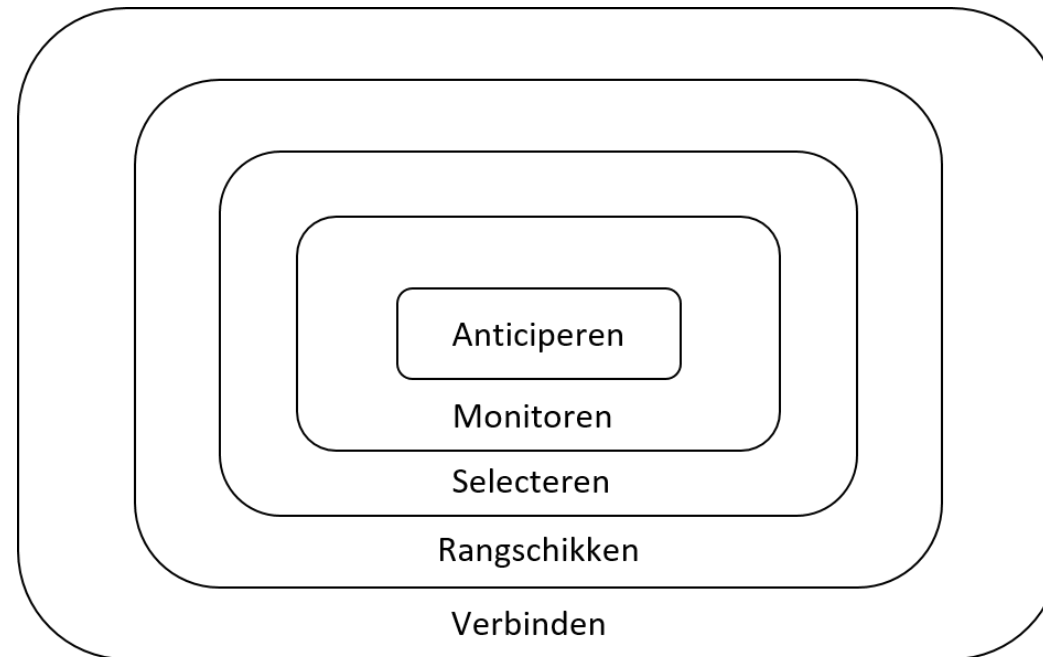 Anticiperen
Monitoren
Selecteren
Rangschikken
Verbinden